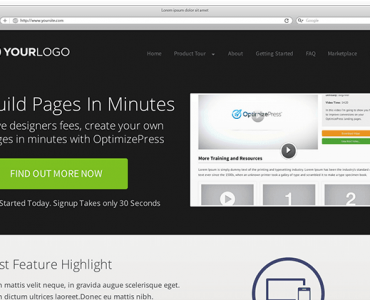 Lorem ipsum dolor sit amet
http://www.yoursite.com
YOURLOGO
Home
Product Tour
About
Getting Started
FAQ
Marketplace
uild Pages In Minutes
ve designers fees, create your own
ges in minutes with OptimizePress
FIND OUT MORE NOW
Started Today. Signup Takes only 30 Seconds
OptimizePress
More Training and Resources
1
2
3
st Feature Highlight
m mattis velit neque, in gravida augue scelerisque eget.
m dictum ultrices laoreet.Donec eu mattis nibh.